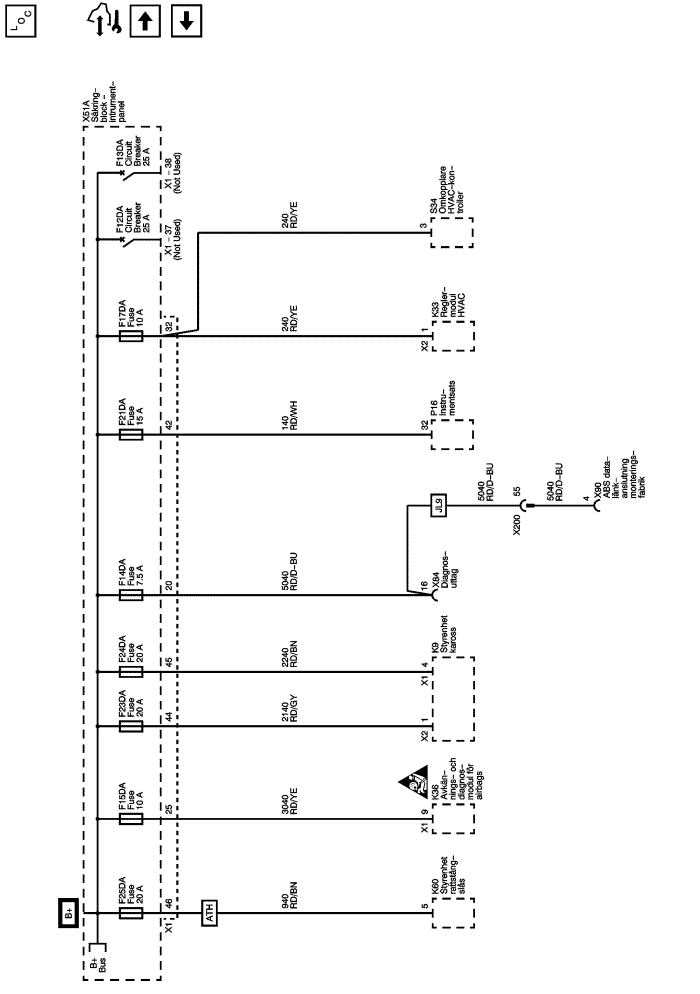 LOC
X51A
Säkring–
block –
intrument–
panel
F13DA
Circuit
Breaker
25 A
X1 – 38
(Not Used)
F12DA
Circuit
Breaker
25 A
X1 – 37
(Not Used)
F17DA
Fuse
10 A
32
240
RD/YE
3
S34
Omkopplare
HVAC–kon–
troller
240
RD/YE
X2
1
K33
Regler–
modul
HVAC
F21DA
Fuse
15 A
42
140
RD/WH
32
P16
Instru–
mentsats
F14DA
Fuse
7.5 A
20
5040
RD/D–BU
16
X84
Diagnos–
uttag
JL9
5040
RD/D–BU
55
X200
5040
RD/D–BU
4
X90
ABS data–
länk–
anslutning
monterings–
fabrik
F24DA
Fuse
20 A
45
2240
RD/BN
X1
4
K9
Styrenhet
kaross
F23DA
Fuse
20 A
44
2140
RD/GY
X2
1
F15DA
Fuse
10 A
25
3040
RD/YE
X1
9
K36
Avkän–
nings– och
diagnos–
modul för
airbags
F25DA
Fuse
20 A
46
X1
ATH
940
RD/BN
5
K60
Styrenhet
rattstång–
slås
B+
B+
Bus